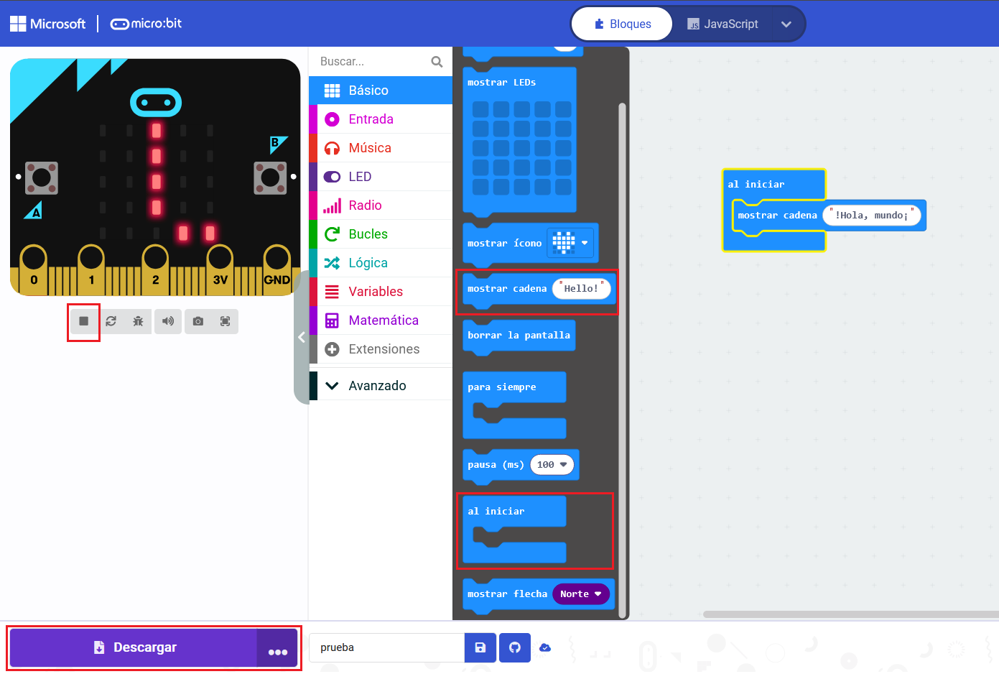 Microsoft
micro:bit
Bloques
JavaScript
B
A
0
1
2
3V
GND
Descargar
Buscar...
Básico
Entrada
Música
LED
Radio
Bucles
Lógica
Variables
Matemática
Extensiones
Avanzado
mostrar LEDs
mostrar ícono
mostrar cadena "Hello!"
borrar la pantalla
para siempre
pausa (ms) 100
al iniciar
mostrar flecha Norte
al iniciar
mostrar cadena "!Hola, mundo¡"
prueba